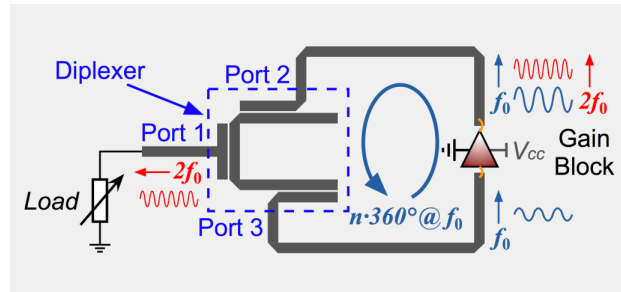 Diplexer
Port 2
Port 1
2f₀
Load
Port 3
n·360°@f₀
f₀
2f₀
Vcc
Gain
Block
f₀